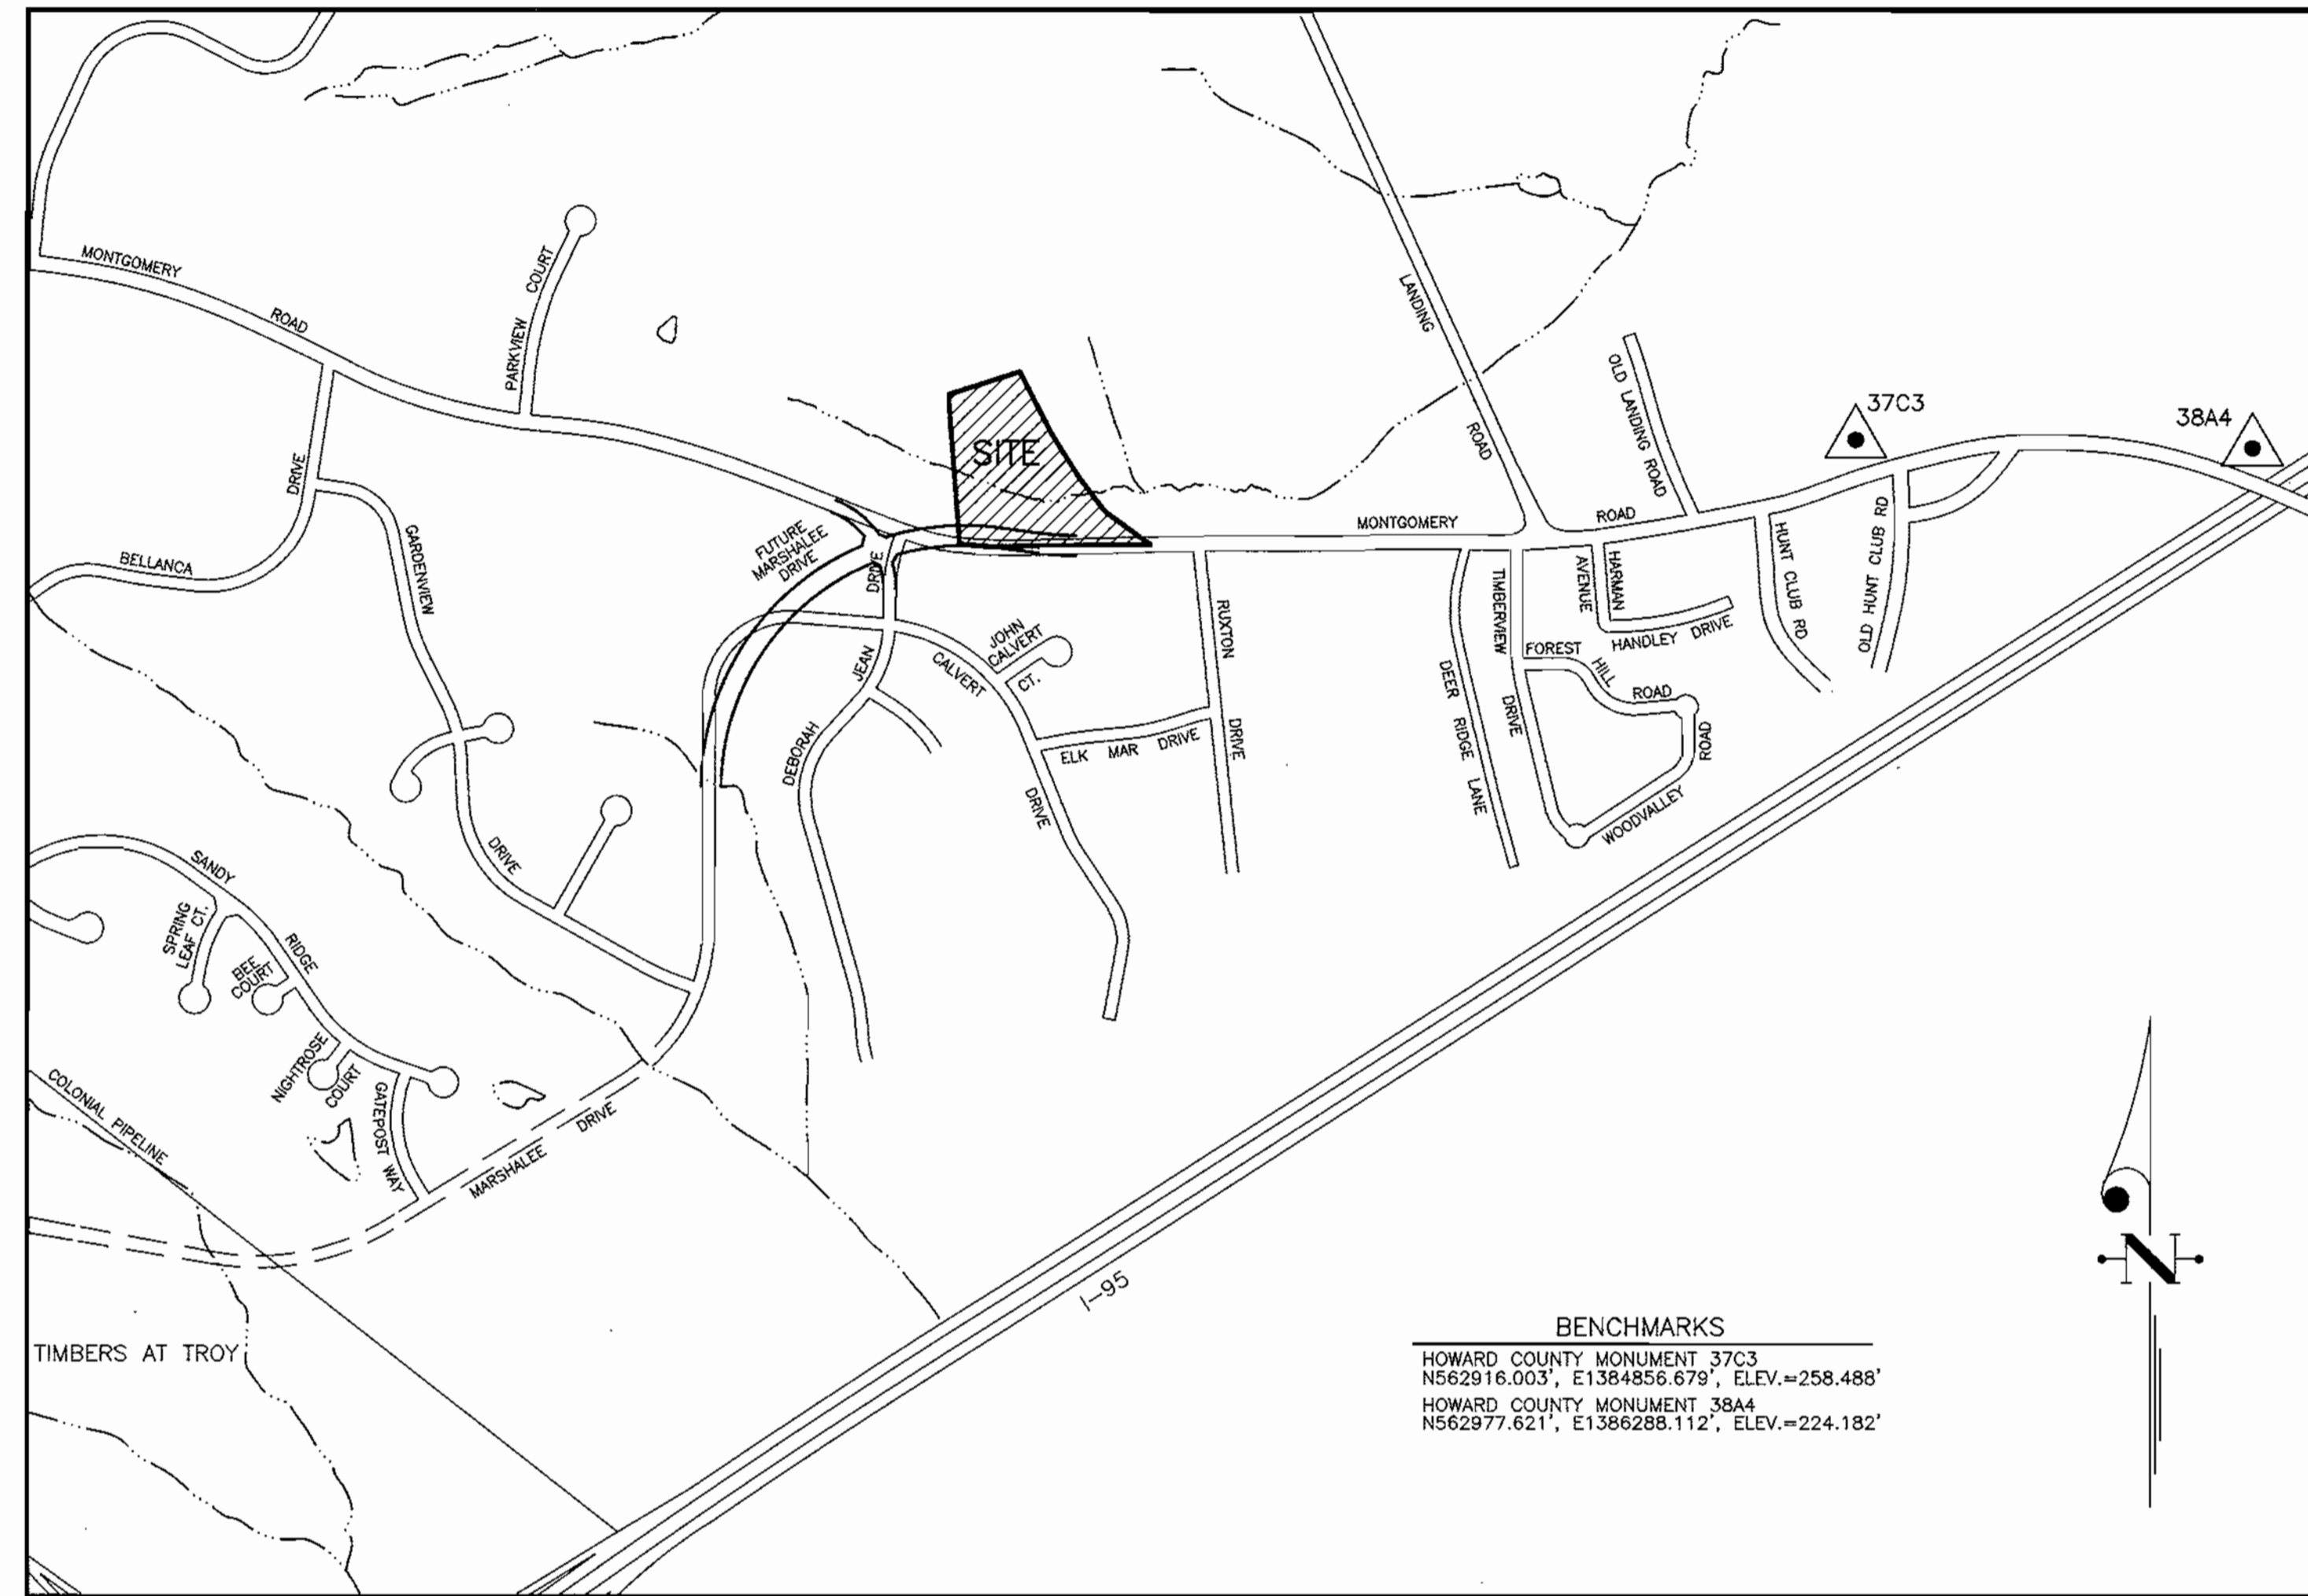 MONTGOMERY
ROAD
PARKVIEW
COURT
LANDING
ROAD
OLD LANDING ROAD
37C3
38A4
SITE
DRIVE
BELLANCA
GARDENVIEW
DRIVE
FUTURE
MARSHALEE
DRIVE
DRIVE
JEAN
DEBORAH
JOHN
CALVERT
CT.
CALVERT
DRIVE
ELK MAR DRIVE
RUXTON
DRIVE
MONTGOMERY
ROAD
DEER RIDGE LANE
TIMBERVIEW
DRIVE
HARMAN
AVENUE
HANDLEY DRIVE
FOREST
HILL
ROAD
WOODVALLEY
ROAD
HUNT CLUB RD
OLD HUNT CLUB RD
SANDY
RIDGE
SPRING
LEAF CT.
BEE
COURT
NIGHTROSE
COURT
GATEPOST WAY
COLONIAL PIPELINE
MARSHALEE DRIVE
TIMBERS AT TROY
I-95
N
BENCHMARKS
HOWARD COUNTY MONUMENT 37C3
N562916.003', E1384856.679', ELEV.=258.488'
HOWARD COUNTY MONUMENT 38A4
N562977.621', E1386288.112', ELEV.=224.182'